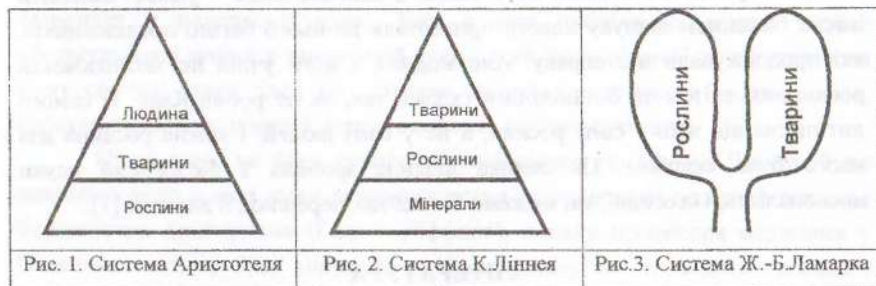 Людина
Тварини
Рослини
Рис. 1. Система Аристотеля
Тварини
Рослини
Мінерали
Рис. 2. Система К.Ліннея
Рослини
Тварини
Рис.3. Система Ж.-Б.Ламарка